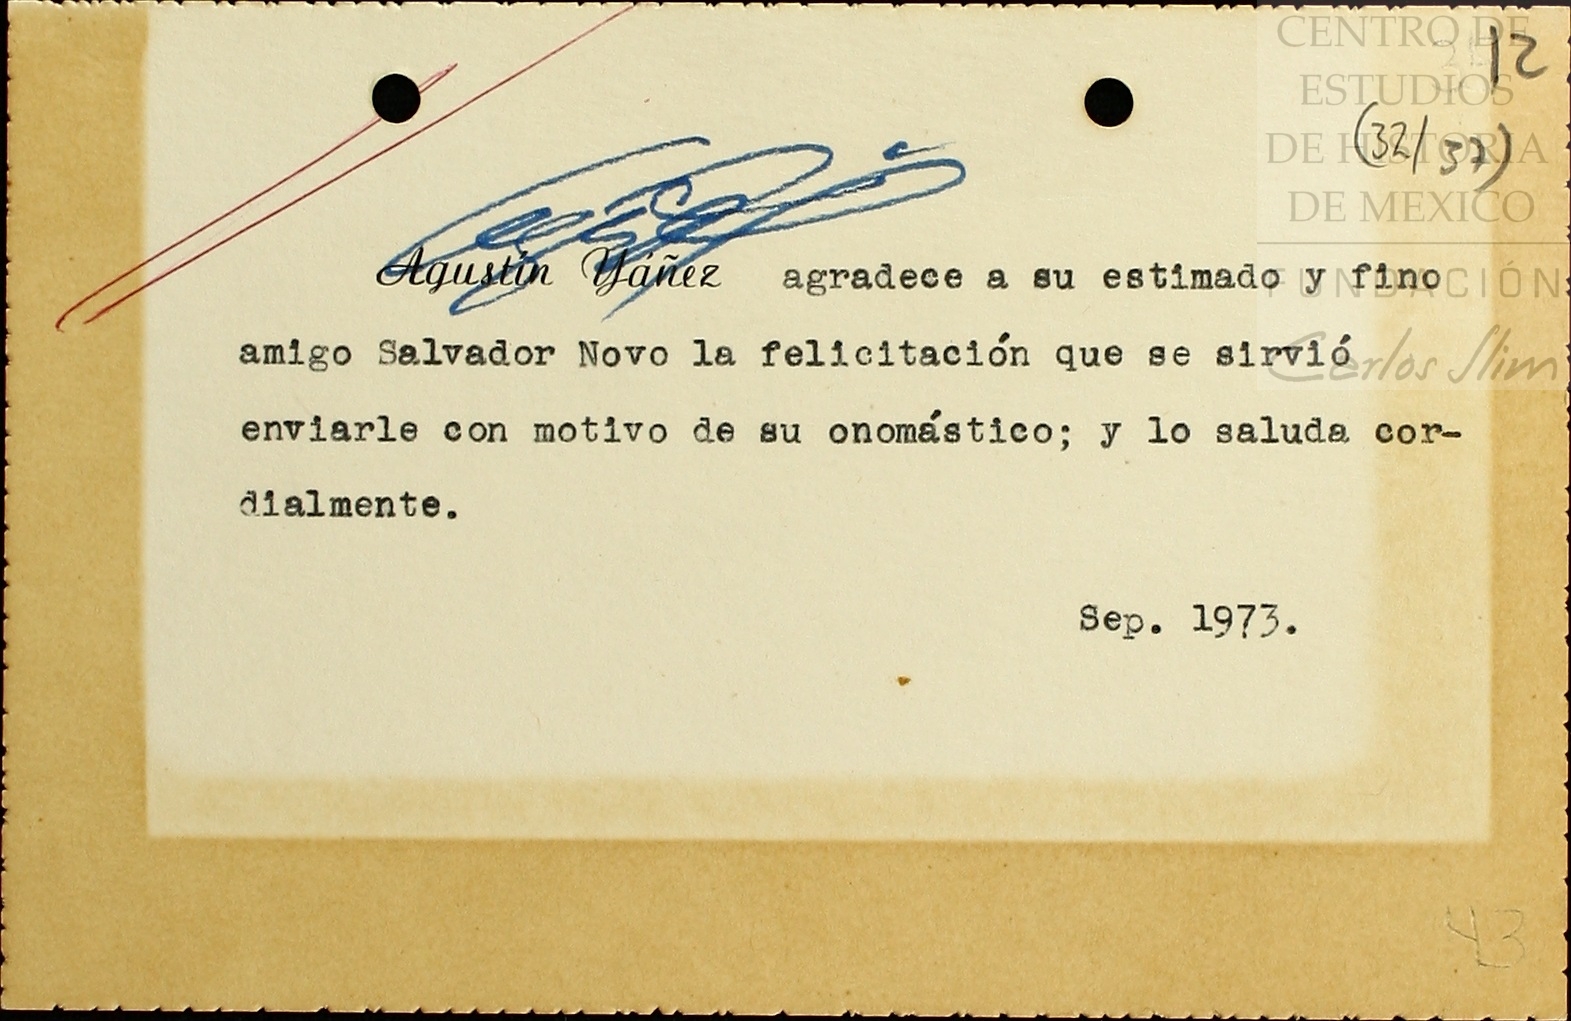 CENTRO DE
ESTUDIOS
DE HISTORIA
DE MEXICO
FUNDACIÓN
Carlos Slim
12
(32/37)
Agustín Yáñez agradece a su estimado y fino
amigo Salvador Novo la felicitación que se sirvió
enviarle con motivo de su onomástico; y lo saluda cor-
dialmente.
Sep. 1973.
43